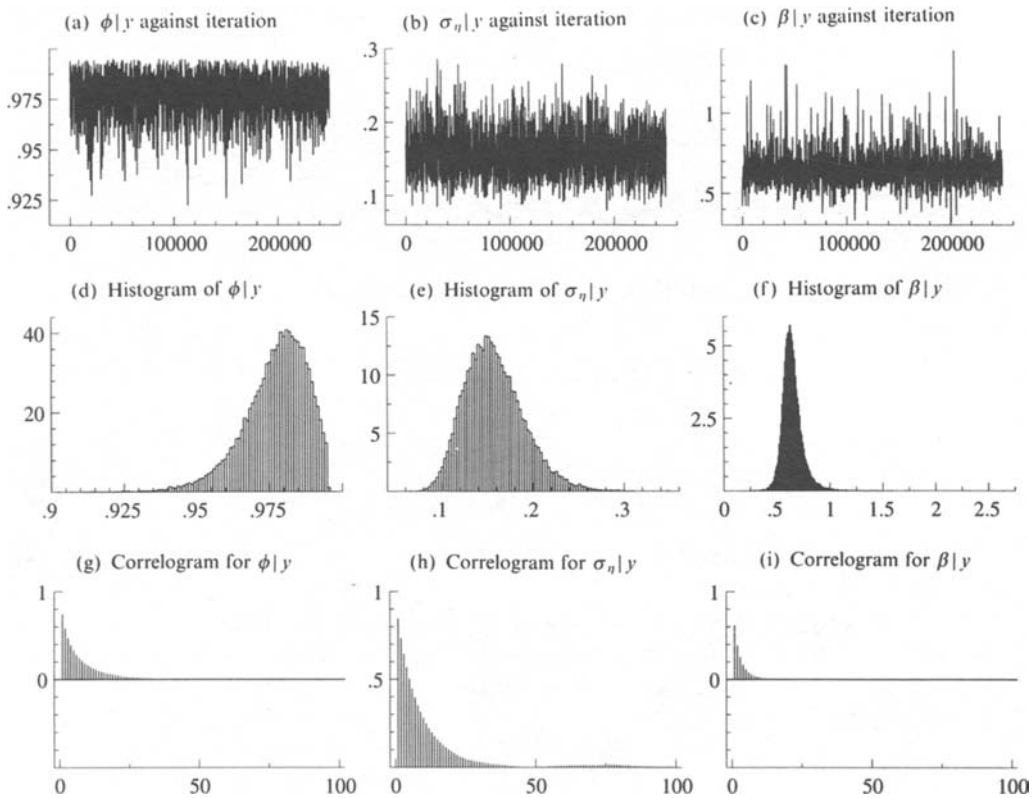 (a) ϕ|y against iteration
(b) σ_η|y against iteration
(c) β|y against iteration
.975
.95
.925
0 100000 200000
.3
.2
.1
0 100000 200000
1
.5
0 100000 200000
(d) Histogram of ϕ|y
(e) Histogram of σ_η|y
(f) Histogram of β|y
40
20
.9 .925 .95 .975
15
10
5
.1 .2 .3
5
2.5
0 .5 1 1.5 2 2.5
(g) Correlogram for ϕ|y
(h) Correlogram for σ_η|y
(i) Correlogram for β|y
1
0
0 50 100
1
.5
0 50 100
1
0
0 50 100